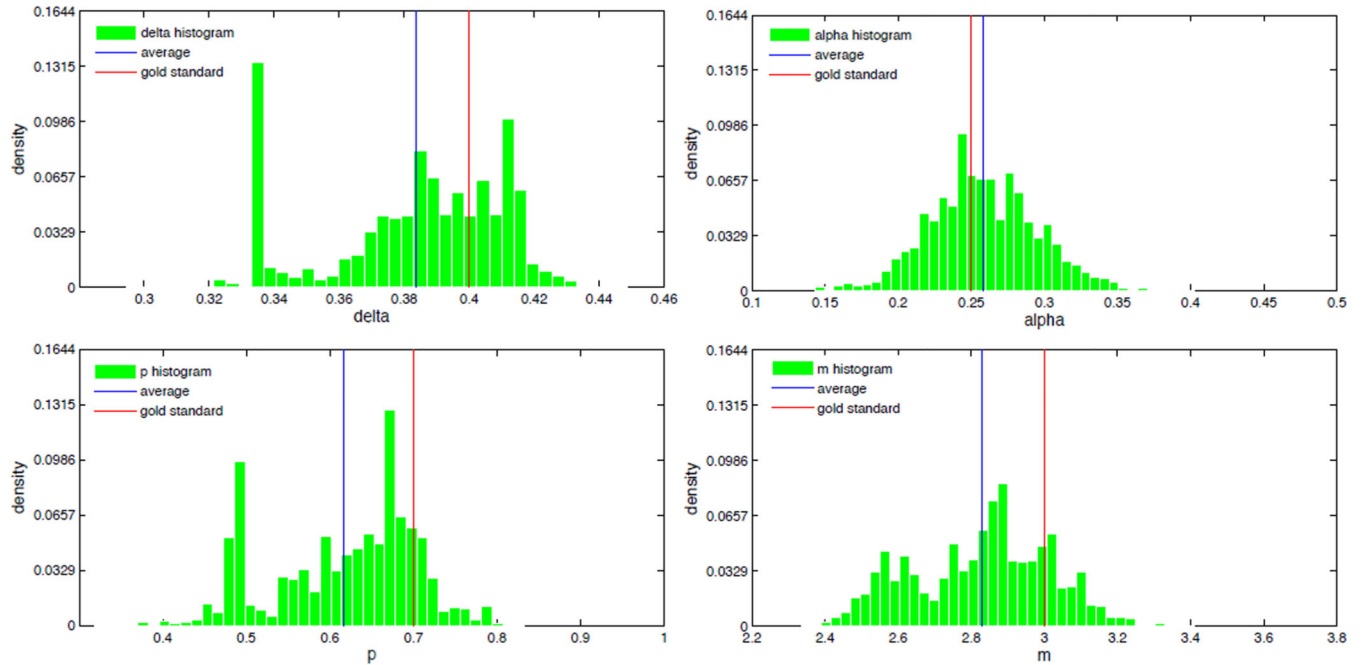 0.1644
0.1315
0.0986
0.0657
0.0329
0
density
delta histogram
average
gold standard
0.3 0.32 0.34 0.36 0.38 0.4 0.42 0.44 0.46
delta
0.1644
0.1315
0.0986
0.0657
0.0329
0
density
alpha histogram
average
gold standard
0.1 0.15 0.2 0.25 0.3 0.35 0.4 0.45 0.5
alpha
0.1644
0.1315
0.0986
0.0657
0.0329
0
density
p histogram
average
gold standard
0.4 0.5 0.6 0.7 0.8 0.9 1
p
0.1644
0.1315
0.0986
0.0657
0.0329
0
density
m histogram
average
gold standard
2.2 2.4 2.6 2.8 3 3.2 3.4 3.6 3.8
m